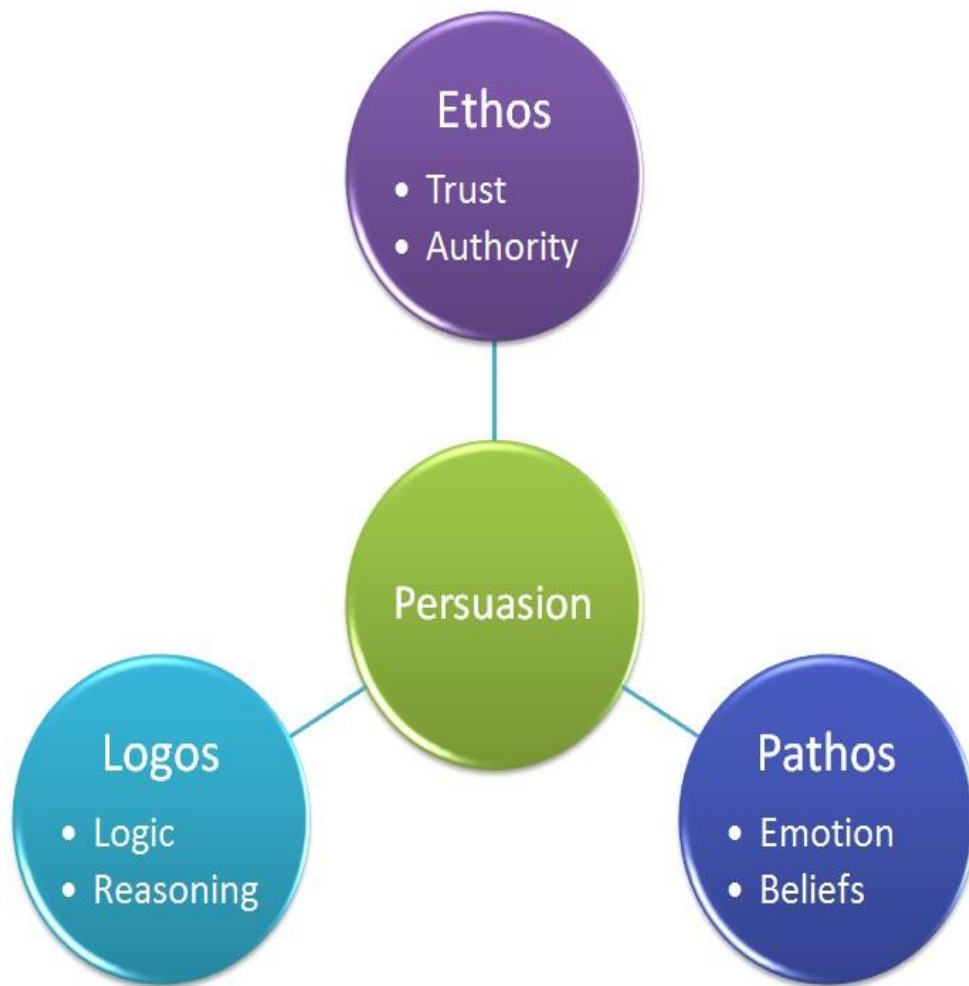 Ethos
• Trust
• Authority
Persuasion
Logos
• Logic
• Reasoning
Pathos
• Emotion
• Beliefs